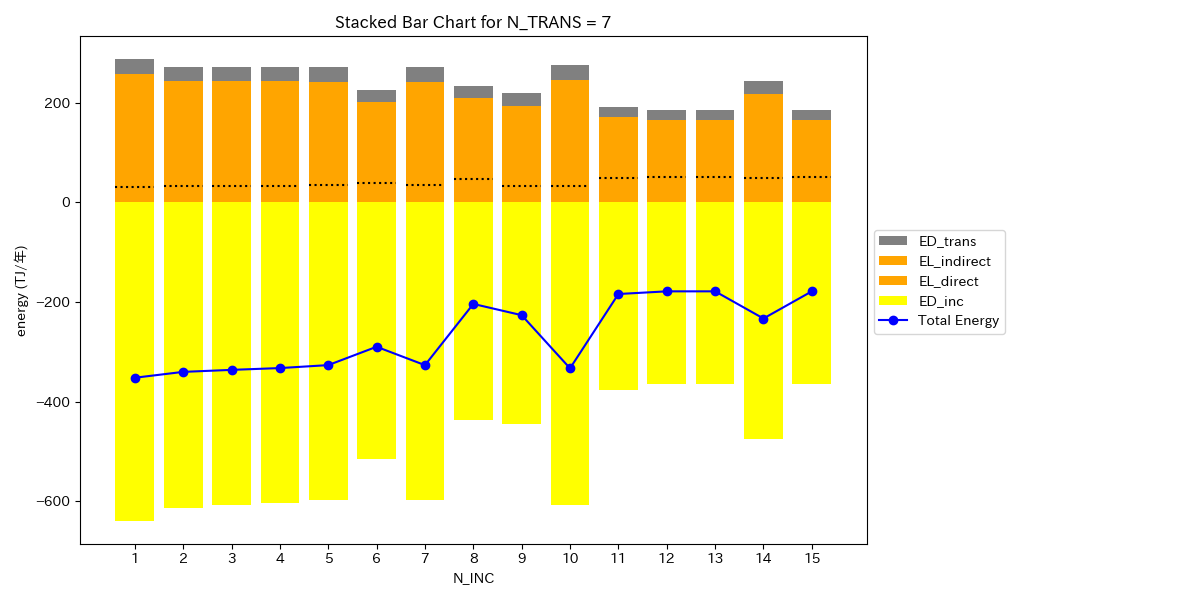 Stacked Bar Chart for N_TRANS = 7
energy (TJ/年)
200
0
−200
−400
−600
1 2 3 4 5 6 7 8 9 10 11 12 13 14 15
N_INC
ED_trans
EL_indirect
EL_direct
ED_inc
Total Energy